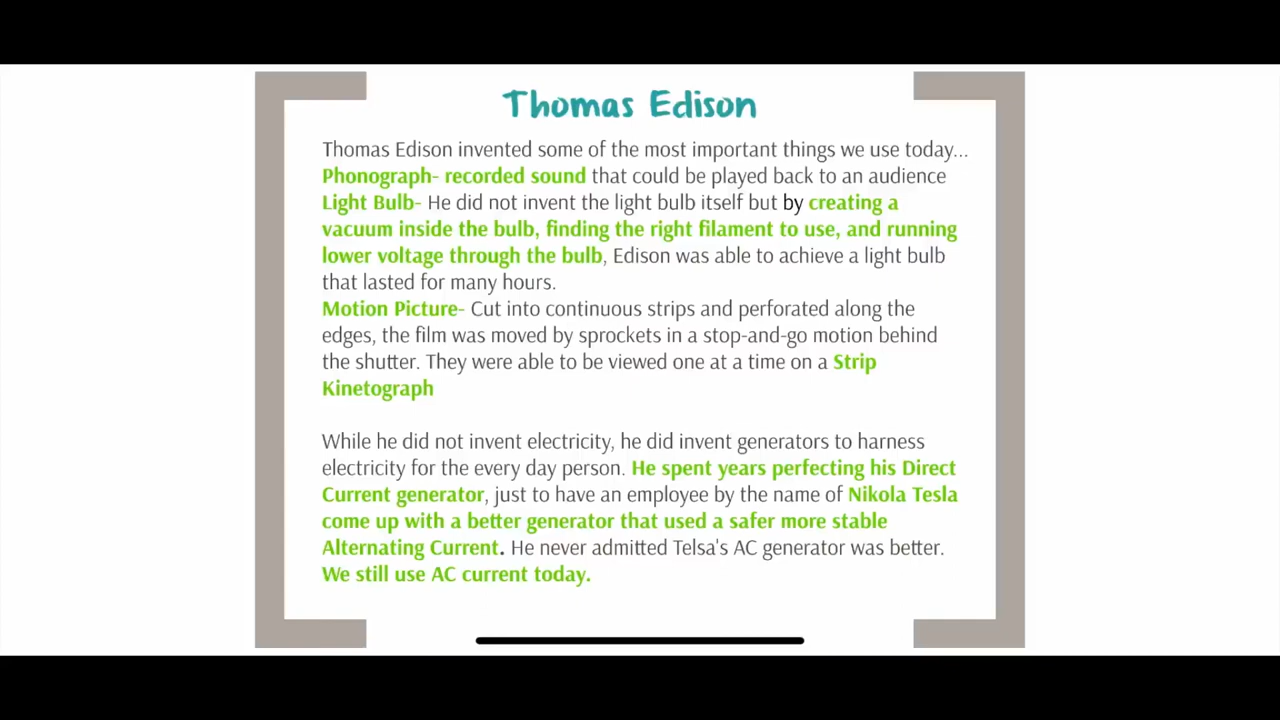 Thomas Edison
Thomas Edison invented some of the most important things we use today...
Phonograph- recorded sound that could be played back to an audience
Light Bulb- He did not invent the light bulb itself but by creating a
vacuum inside the bulb, finding the right filament to use, and running
lower voltage through the bulb, Edison was able to achieve a light bulb
that lasted for many hours.
Motion Picture- Cut into continuous strips and perforated along the
edges, the film was moved by sprockets in a stop-and-go motion behind
the shutter. They were able to be viewed one at a time on a Strip
Kinetograph
While he did not invent electricity, he did invent generators to harness
electricity for the every day person. He spent years perfecting his Direct
Current generator, just to have an employee by the name of Nikola Tesla
come up with a better generator that used a safer more stable
Alternating Current. He never admitted Telsa's AC generator was better.
We still use AC current today.